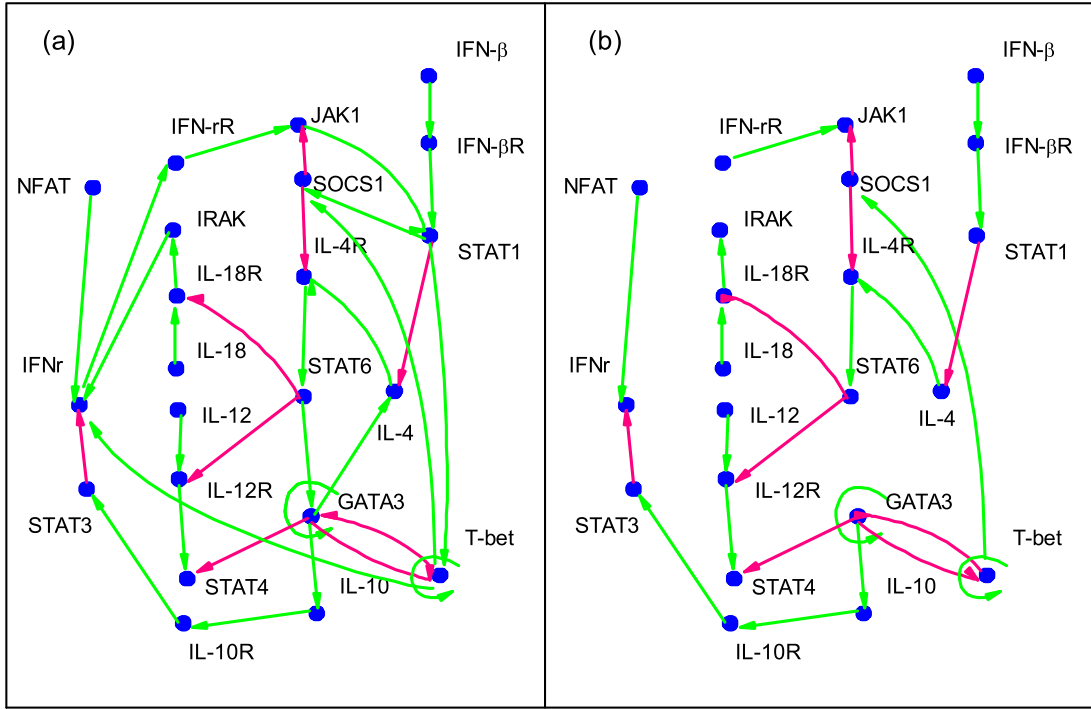 (a)
IFN-β
JAK1
IFN-rR
IFN-βR
NFAT
SOCS1
IRAK
IL-4R
STAT1
IL-18R
IL-18
IFNr
STAT6
IL-12
IL-4
IL-12R
GATA3
STAT3
T-bet
STAT4
IL-10
IL-10R
(b)
IFN-β
JAK1
IFN-rR
IFN-βR
NFAT
SOCS1
IRAK
IL-4R
STAT1
IL-18R
IL-18
IFNr
STAT6
IL-12
IL-4
IL-12R
GATA3
STAT3
T-bet
STAT4
IL-10
IL-10R